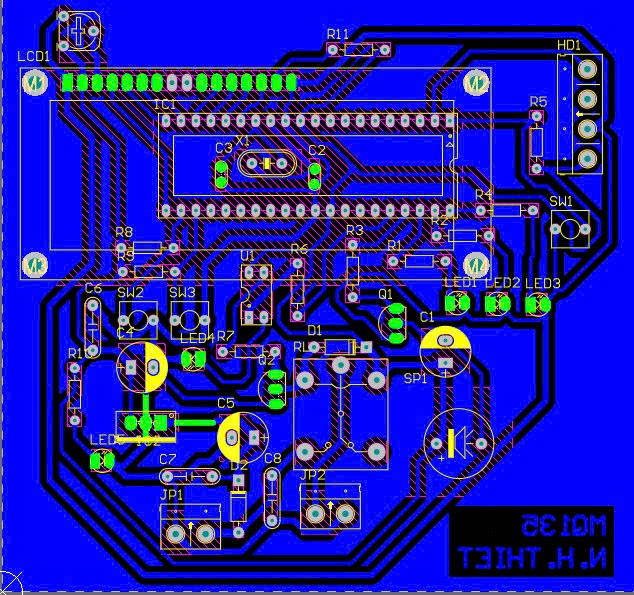 R11
HD1
LCD1
IC1
R5
X1
C3
C2
R4
SW1
R2
R8
R3
R9
U1
R6
R1
LED1
LED2
LED3
C6
SW2
SW3
Q1
C1
C4
LED4
R7
D1
RL
Q2
SP1
C5
LED5
IC2
C7
D2
C8
JP1
JP2
MQ135
N.H.THIET